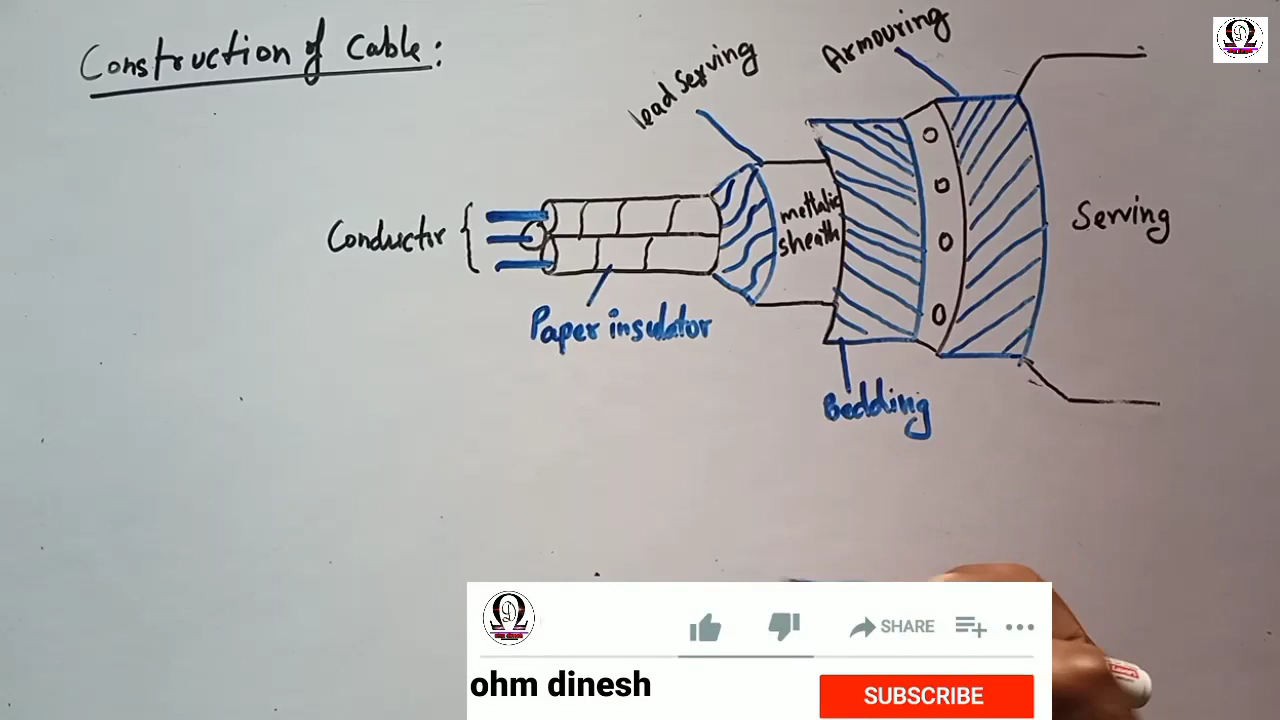 Construction of Cable:
lead serving
Armouring
Conductor
mettalic
sheath
Serving
Paper insulator
Bedding
SHARE
ohm dinesh
SUBSCRIBE